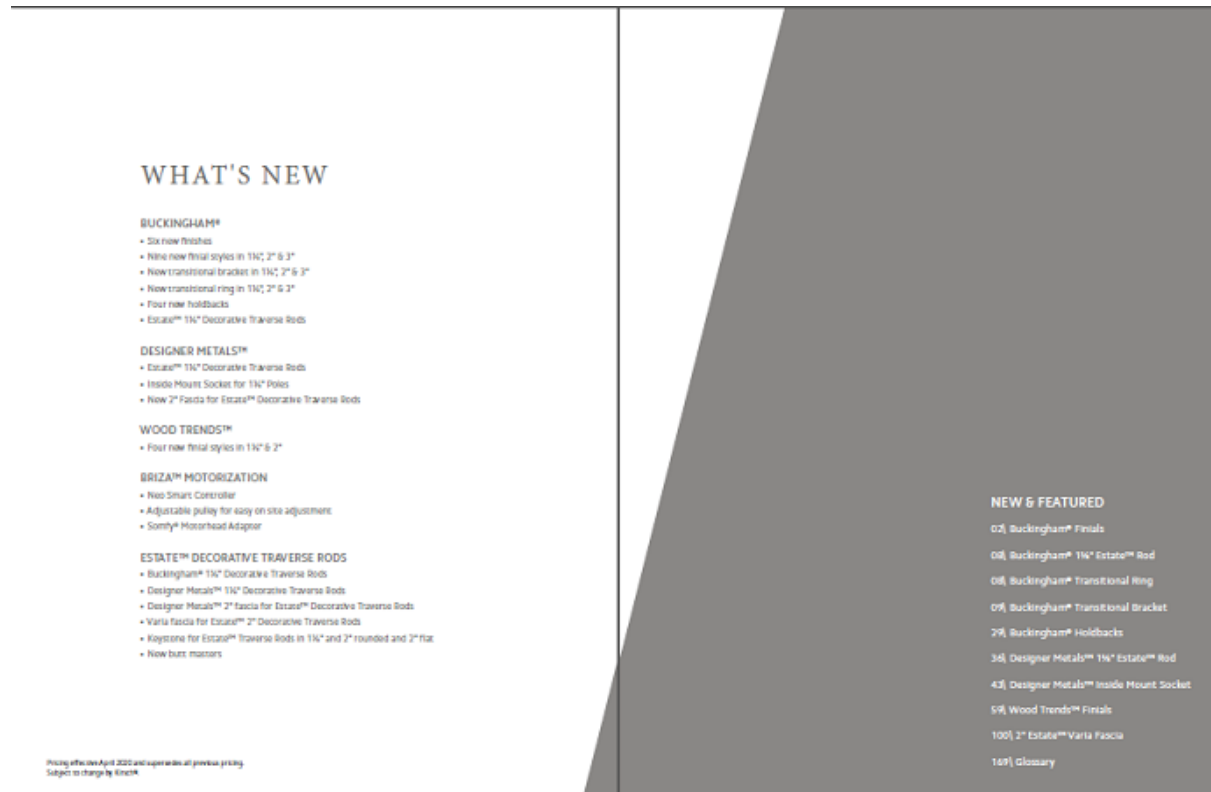 WHAT'S NEW
BUCKINGHAM®
• Six new finishes
• Nine new finial styles in 1⅜", 2" & 3"
• New transitional bracket in 1⅜", 2" & 3"
• New transitional ring in 1⅜", 2" & 3"
• Four new holdbacks
• Estate™ 1⅜" Decorative Traverse Rods
DESIGNER METALS™
• Estate™ 1⅜" Decorative Traverse Rods
• Inside Mount Socket for 1⅜" Poles
• New 2" Fascia for Estate™ Decorative Traverse Rods
WOOD TRENDS™
• Four new finial styles in 1⅜" & 2"
BRIZA™ MOTORIZATION
• Neo Smart Controller
• Adjustable pulley for easy on site adjustment
• Somfy® Motorhead Adapter
ESTATE™ DECORATIVE TRAVERSE RODS
• Buckingham® 1⅜" Decorative Traverse Rods
• Designer Metals™ 1⅜" Decorative Traverse Rods
• Designer Metals™ 2" fascia for Estate™ Decorative Traverse Rods
• Varia fascia for Estate™ 2" Decorative Traverse Rods
• Keystone for Estate™ Traverse Rods in 1⅜" and 2" rounded and 2" flat
• New butt masters
Pricing effective April 2020 and supersedes all previous pricing.
Subject to change by Kirsch®.
NEW & FEATURED
02\ Buckingham® Finials
08\ Buckingham® 1⅜" Estate™ Rod
08\ Buckingham® Transitional Ring
09\ Buckingham® Transitional Bracket
29\ Buckingham® Holdbacks
36\ Designer Metals™ 1⅜" Estate™ Rod
43\ Designer Metals™ Inside Mount Socket
59\ Wood Trends™ Finials
100\ 2" Estate™ Varia Fascia
169\ Glossary